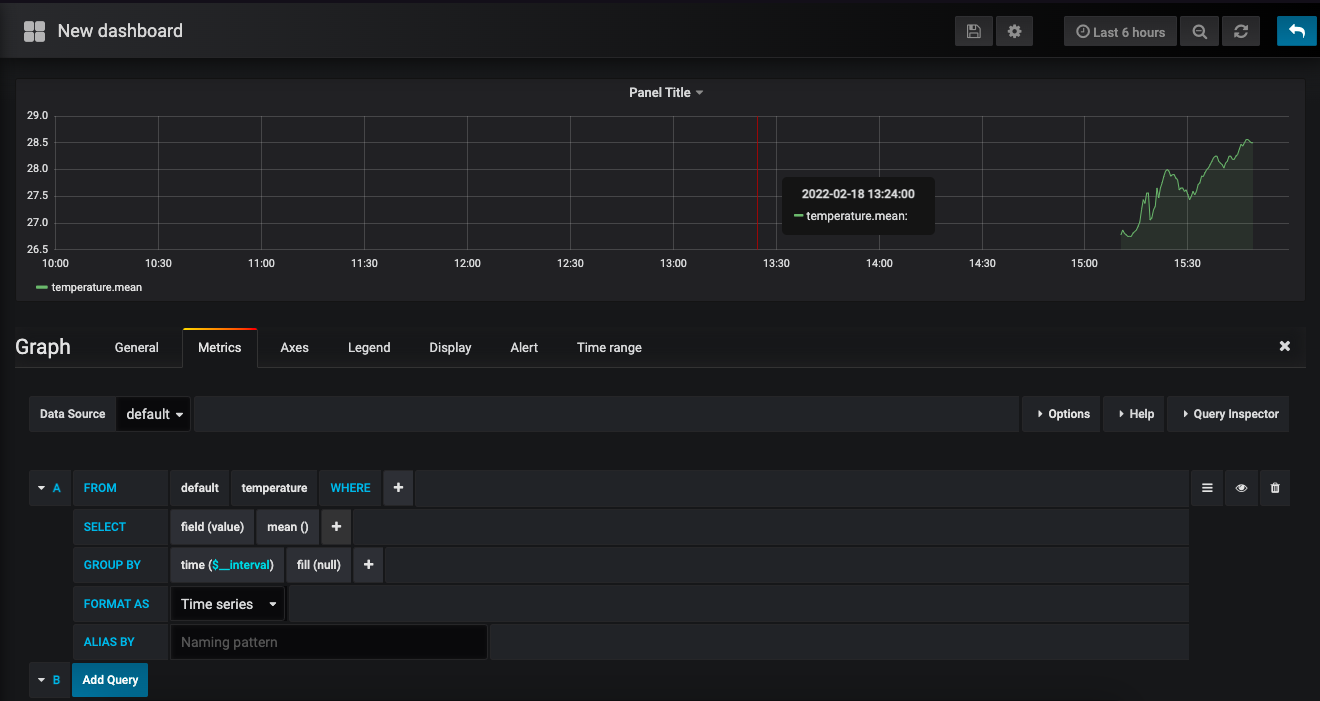 New dashboard Last 6 hours
Panel Title
29.0
28.5
28.0
27.5
27.0
26.5
2022-02-18 13:24:00
temperature.mean:
10:00 10:30 11:00 11:30 12:00 12:30 13:00 13:30 14:00 14:30 15:00 15:30
temperature.mean
Graph General Metrics Axes Legend Display Alert Time range
Data Source default Options Help Query Inspector
A FROM default temperature WHERE +
SELECT field (value) mean () +
GROUP BY time ($__interval) fill (null) +
FORMAT AS Time series
ALIAS BY Naming pattern
B Add Query